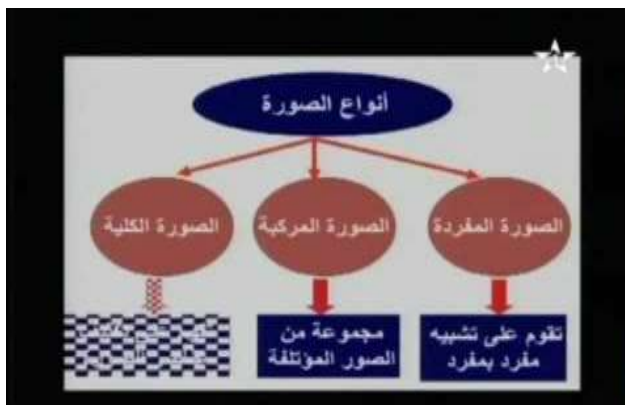 أنواع الصورة
الصورة المفردة
الصورة المركبة
الصورة الكلية
تقوم على تشبيه
مفرد بمفرد
مجموعة من
الصور المؤتلفة